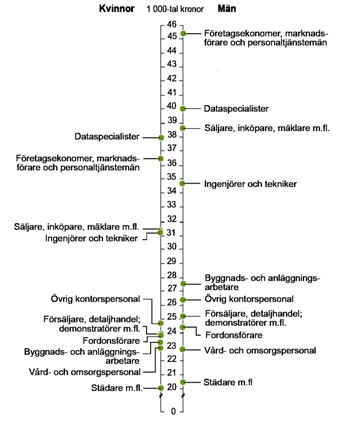 Kvinnor 1 000-tal kronor Män
46
Företagsekonomer, marknads-
förare och personaltjänstemän
45
44
43
42
41
40
Dataspecialister
39
Säljare, inköpare, mäklare m.fl.
38
Dataspecialister
37
Företagsekonomer, marknads-
förare och personaltjänstemän
36
35
Ingenjörer och tekniker
34
33
32
Säljare, inköpare, mäklare m.fl.
31
Ingenjörer och tekniker
30
29
28
Byggnads- och anläggnings-
arbetare
27
26
Övrig kontorspersonal
Övrig kontorspersonal
25
Försäljare, detaljhandel;
demonstratörer m.fl.
Försäljare, detaljhandel;
demonstratörer m.fl.
24
Fordonsförare
Fordonsförare
23
Byggnads- och anläggnings-
arbetare
Vård- och omsorgspersonal
22
Vård- och omsorgspersonal
21
Städare m.fl
Städare m.fl.
20
0